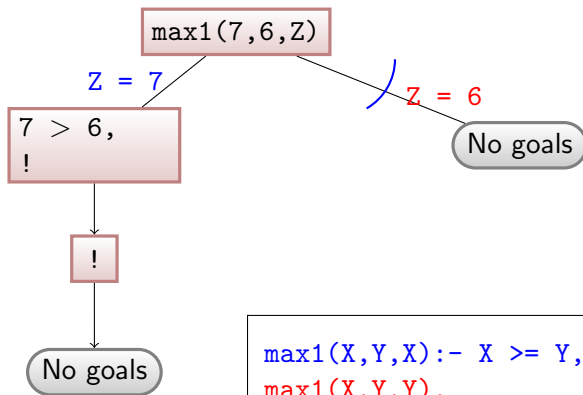 max1(7,6,Z)
Z = 7
Z = 6
7 > 6,
!
No goals
!
No goals
max1(X,Y,X):- X >= Y,
max1(X,Y,Y).